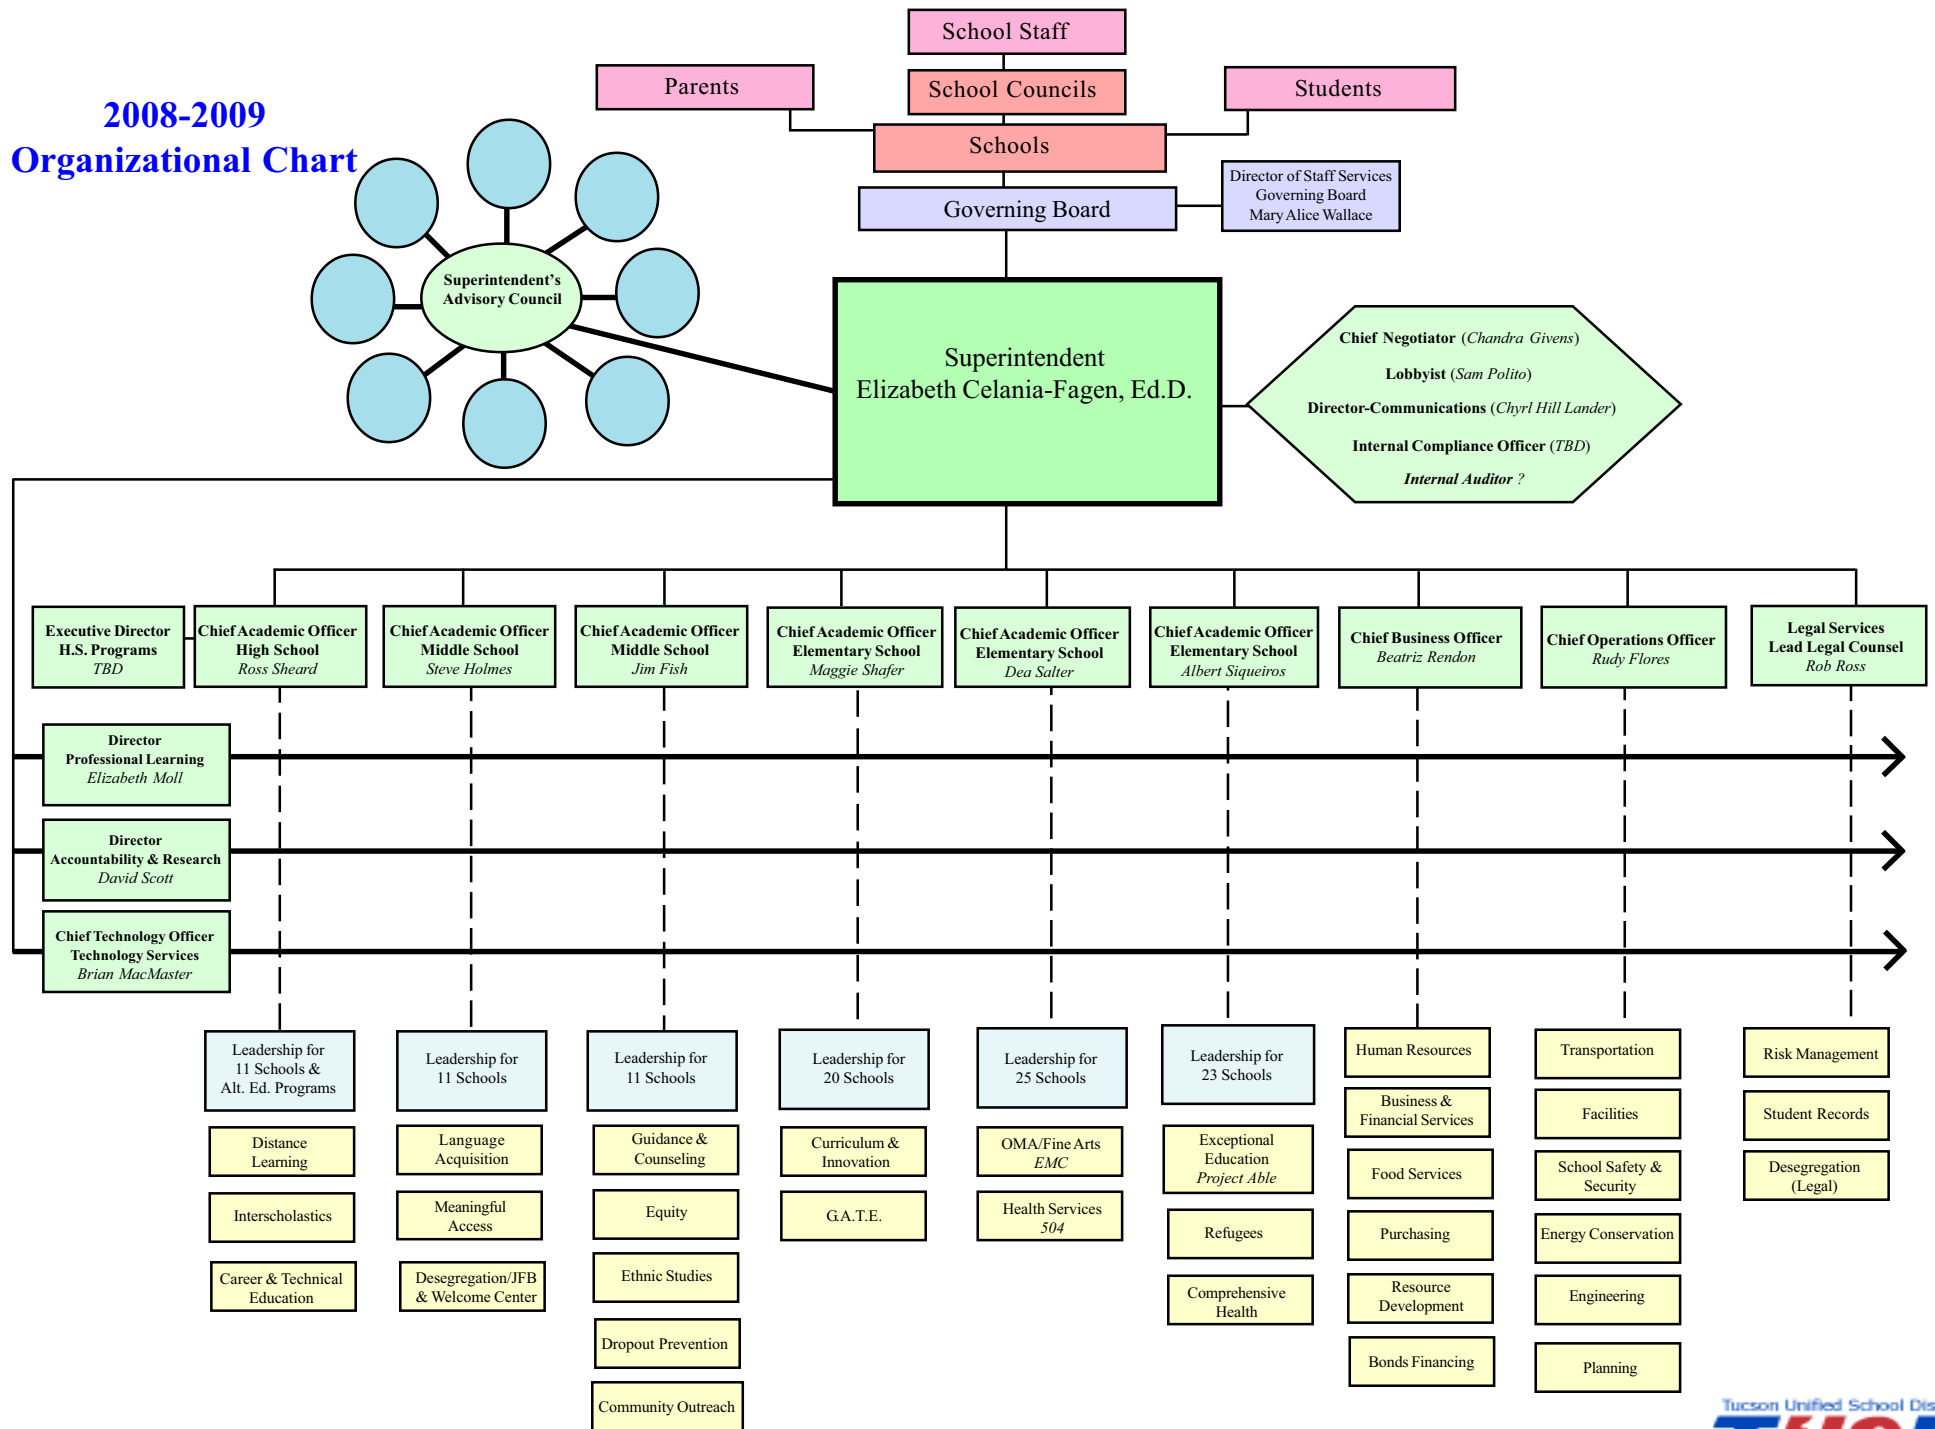 School Staff
Parents
School Councils
Students
2008-2009
Organizational Chart
Schools
Director of Staff Services
Governing Board
Mary Alice Wallace
Governing Board
Superintendent's
Advisory Council
Superintendent
Elizabeth Celania-Fagen, Ed.D.
Chief Negotiator (Chandra Givens)
Lobbyist (Sam Polito)
Director-Communications (Chyrl Hill Lander)
Internal Compliance Officer (TBD)
Internal Auditor ?
Executive Director
H.S. Programs
TBD
Chief Academic Officer
High School
Ross Sheard
Chief Academic Officer
Middle School
Steve Holmes
Chief Academic Officer
Middle School
Jim Fish
Chief Academic Officer
Elementary School
Maggie Shafer
Chief Academic Officer
Elementary School
Dea Salter
Chief Academic Officer
Elementary School
Albert Siqueiros
Chief Business Officer
Beatriz Rendon
Chief Operations Officer
Rudy Flores
Legal Services
Lead Legal Counsel
Rob Ross
Director
Professional Learning
Elizabeth Moll
Director
Accountability & Research
David Scott
Chief Technology Officer
Technology Services
Brian MacMaster
Leadership for
11 Schools &
Alt. Ed. Programs
Distance
Learning
Interscholastics
Career & Technical
Education
Leadership for
11 Schools
Language
Acquisition
Meaningful
Access
Desegregation/JFB
& Welcome Center
Leadership for
11 Schools
Guidance &
Counseling
Equity
Ethnic Studies
Dropout Prevention
Community Outreach
Leadership for
20 Schools
Curriculum &
Innovation
G.A.T.E.
Leadership for
25 Schools
OMA/Fine Arts
EMC
Health Services
504
Leadership for
23 Schools
Exceptional
Education
Project Able
Refugees
Comprehensive
Health
Human Resources
Business &
Financial Services
Food Services
Purchasing
Resource
Development
Bonds Financing
Transportation
Facilities
School Safety &
Security
Energy Conservation
Engineering
Planning
Risk Management
Student Records
Desegregation
(Legal)
Tucson Unified School